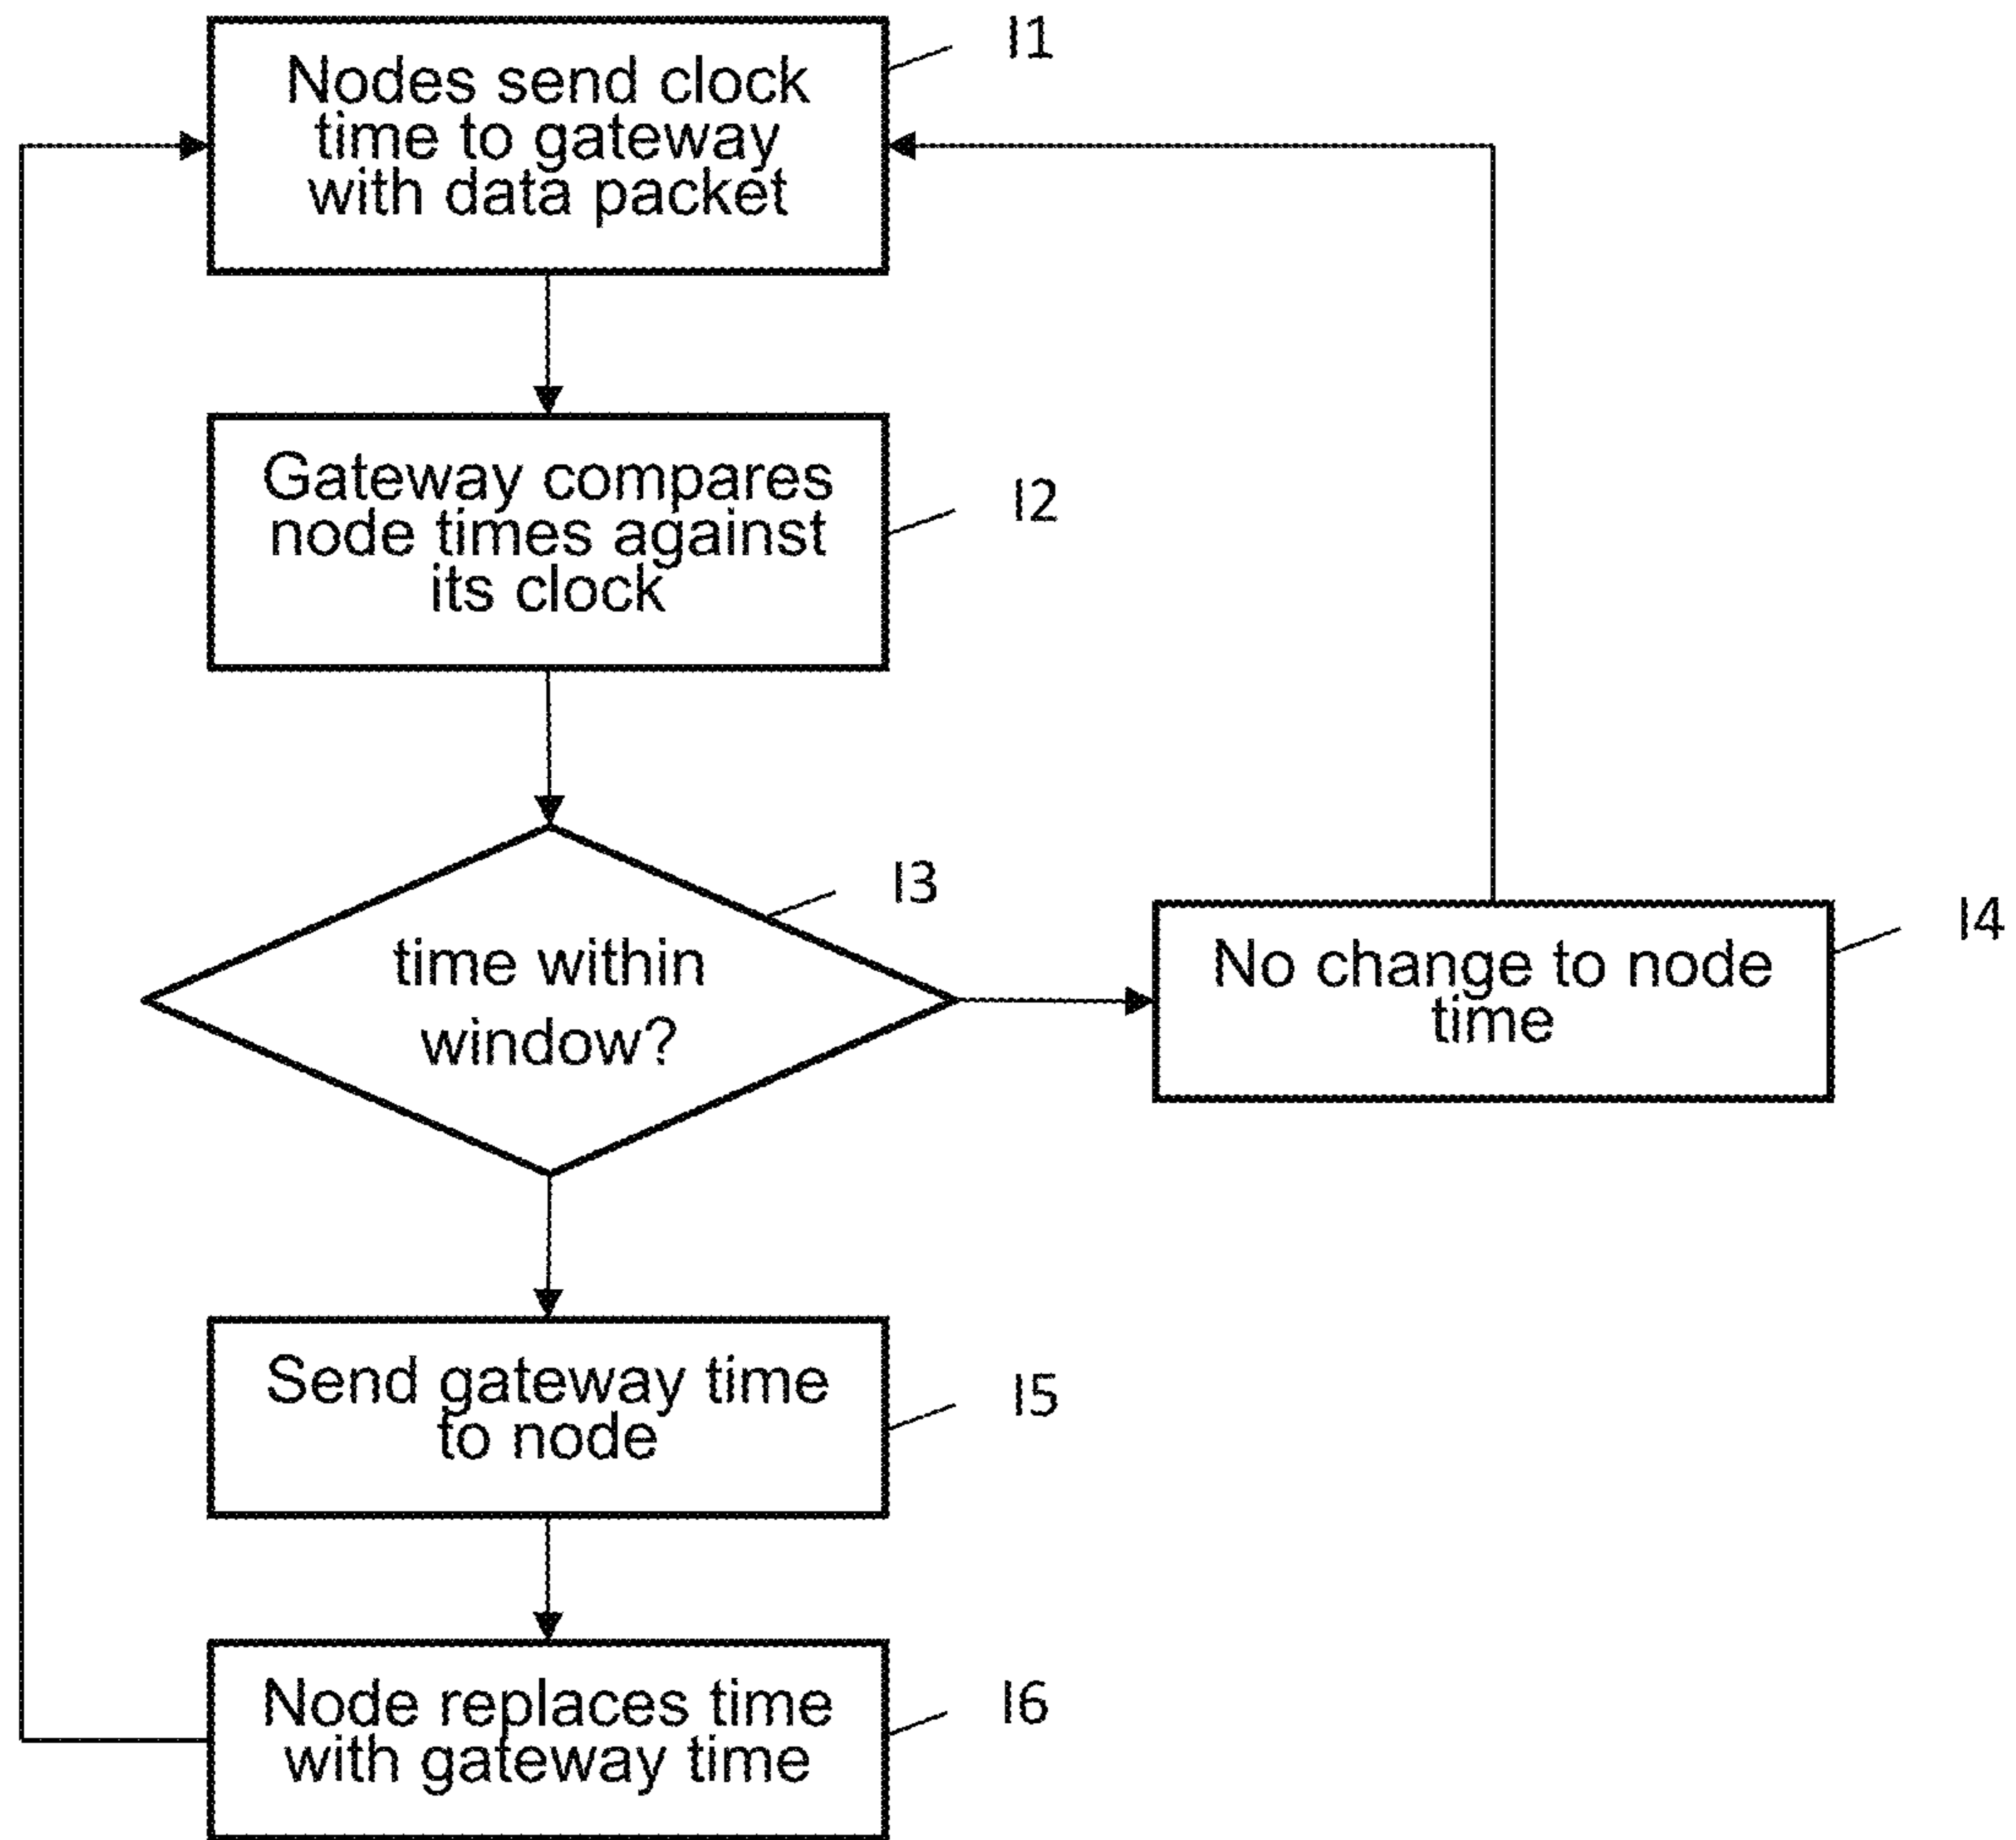 Nodes send clock
time to gateway
with data packet
I1
Gateway compares
node times against
its clock
I2
time within
window?
I3
No change to node
time
I4
Send gateway time
to node
I5
Node replaces time
with gateway time
I6